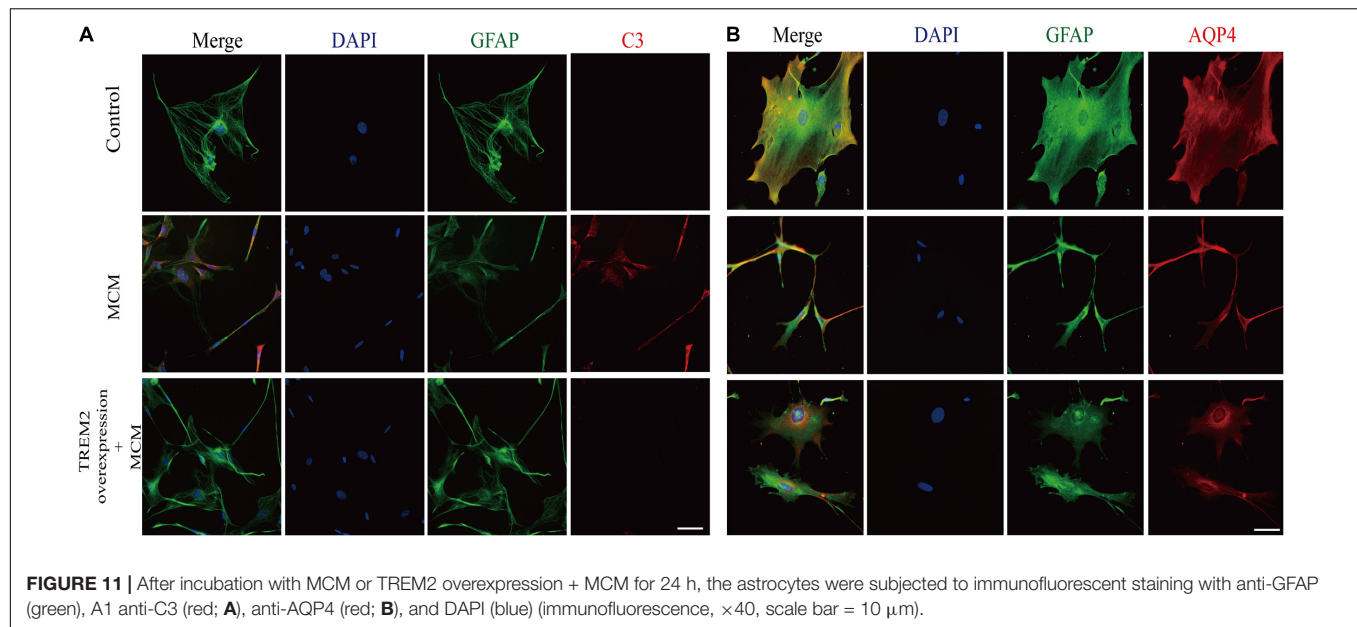 A
Merge DAPI GFAP C3
B
Merge DAPI GFAP AQP4
Control
MCM
TREM2
overexpression
+
MCM
FIGURE 11 | After incubation with MCM or TREM2 overexpression + MCM for 24 h, the astrocytes were subjected to immunofluorescent staining with anti-GFAP
(green), A1 anti-C3 (red; A), anti-AQP4 (red; B), and DAPI (blue) (immunofluorescence, ×40, scale bar = 10 μm).